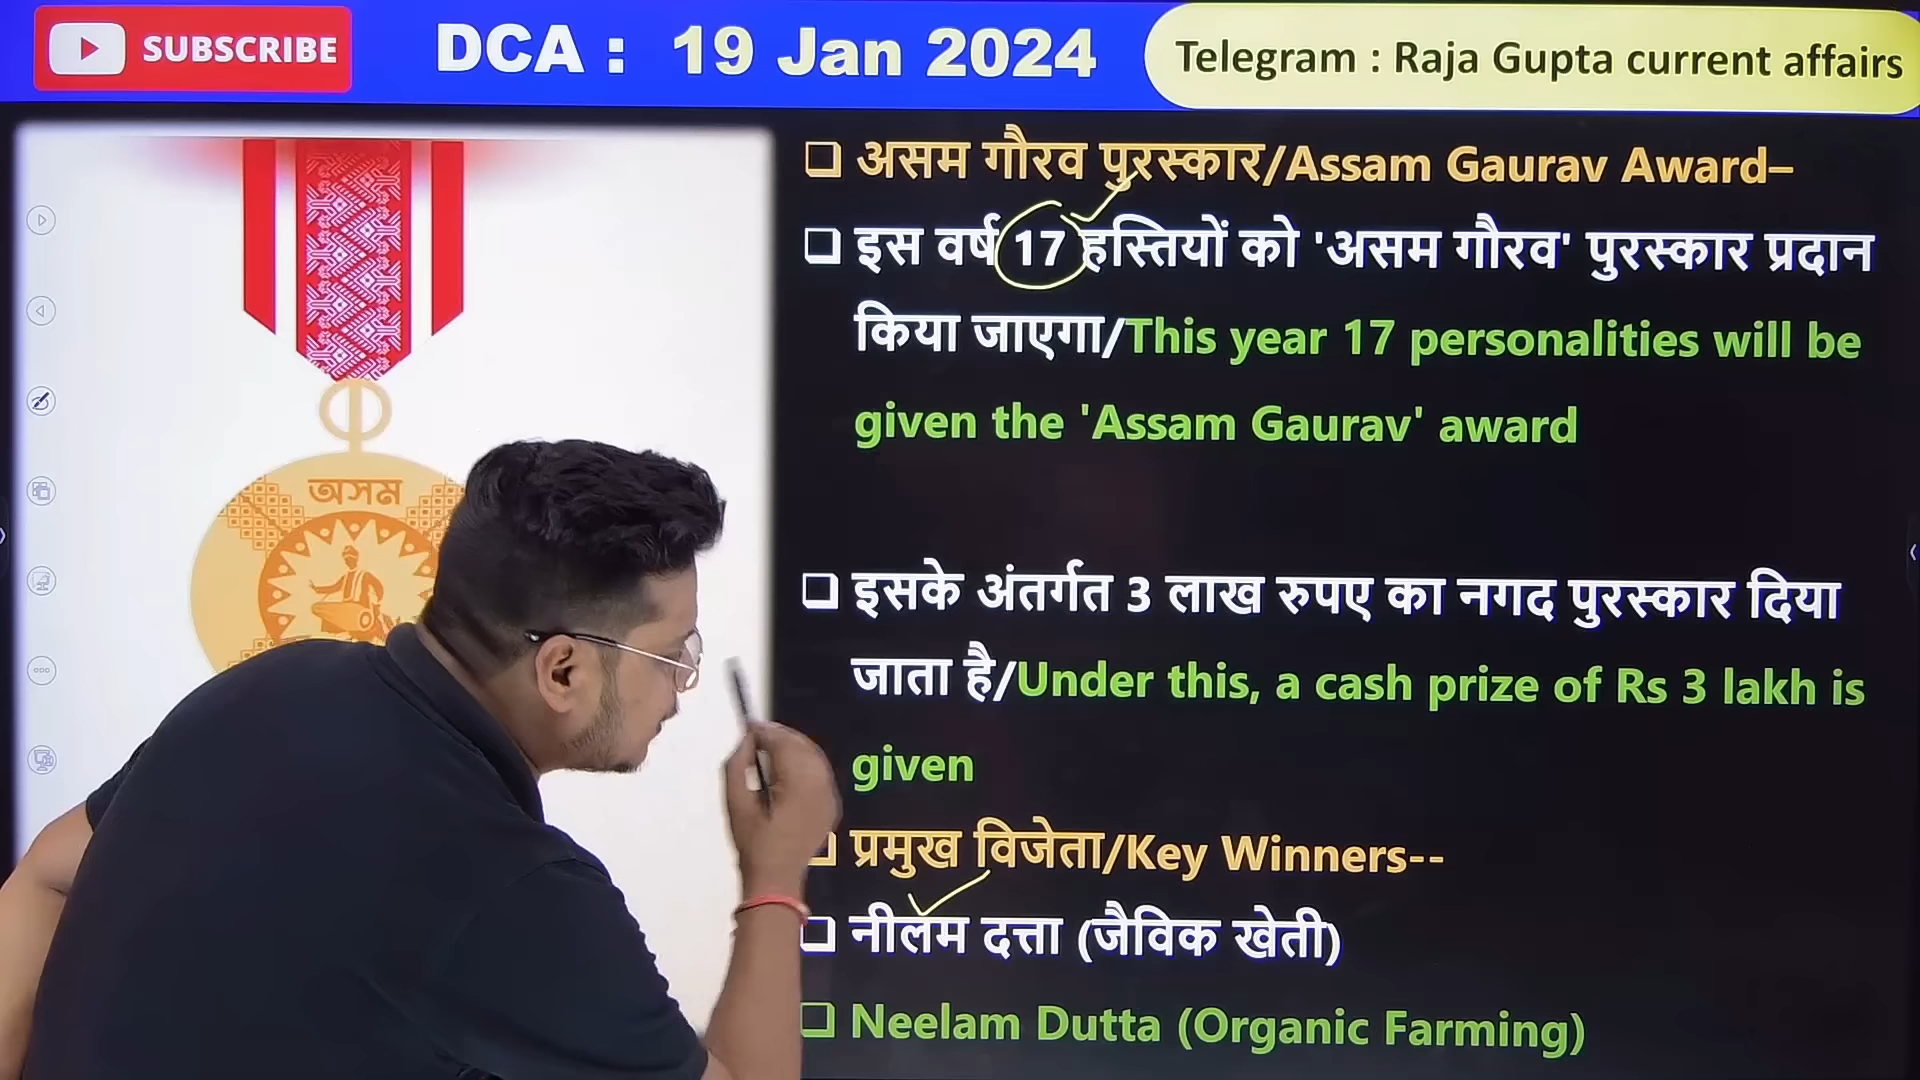 SUBSCRIBE
DCA : 19 Jan 2024
Telegram : Raja Gupta current affairs
असम गौरव पुरस्कार/Assam Gaurav Award–
इस वर्ष 17 हस्तियों को 'असम गौरव' पुरस्कार प्रदान
किया जाएगा/This year 17 personalities will be
given the 'Assam Gaurav' award
অসম
इसके अंतर्गत 3 लाख रुपए का नगद पुरस्कार दिया
जाता है/Under this, a cash prize of Rs 3 lakh is
given
प्रमुख विजेता/Key Winners--
नीलम दत्ता (जैविक खेती)
Neelam Dutta (Organic Farming)